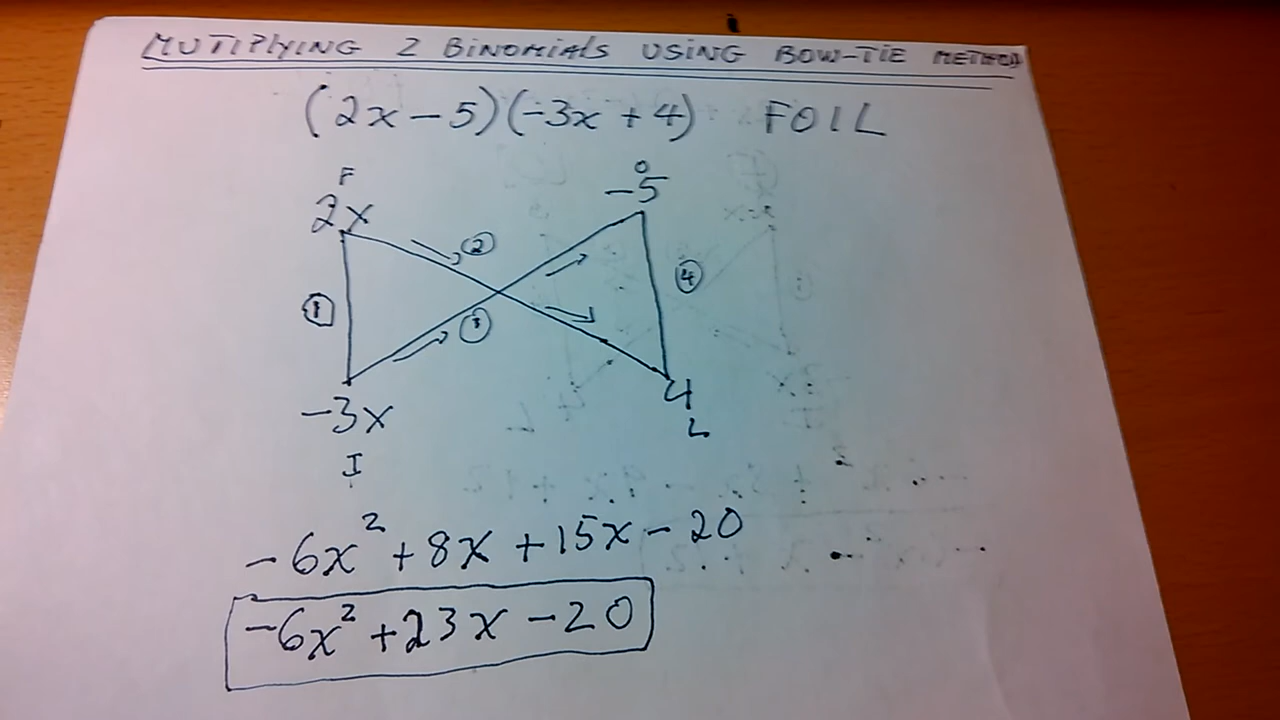 MUTIPLYING 2 BINOMIALS USING BOW-TIE METHOD
(2x - 5)(-3x + 4) FOIL
F O
2x -5
②
① ④
③
-3x 4
I L
-6x² + 8x + 15x - 20
-6x² + 23x - 20